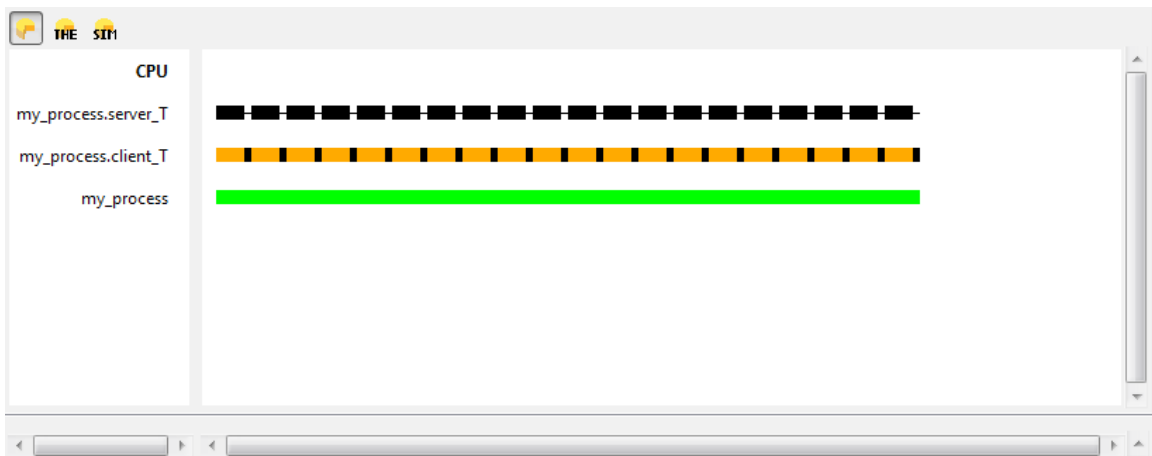 THE SIM
CPU
my_process.server_T
my_process.client_T
my_process